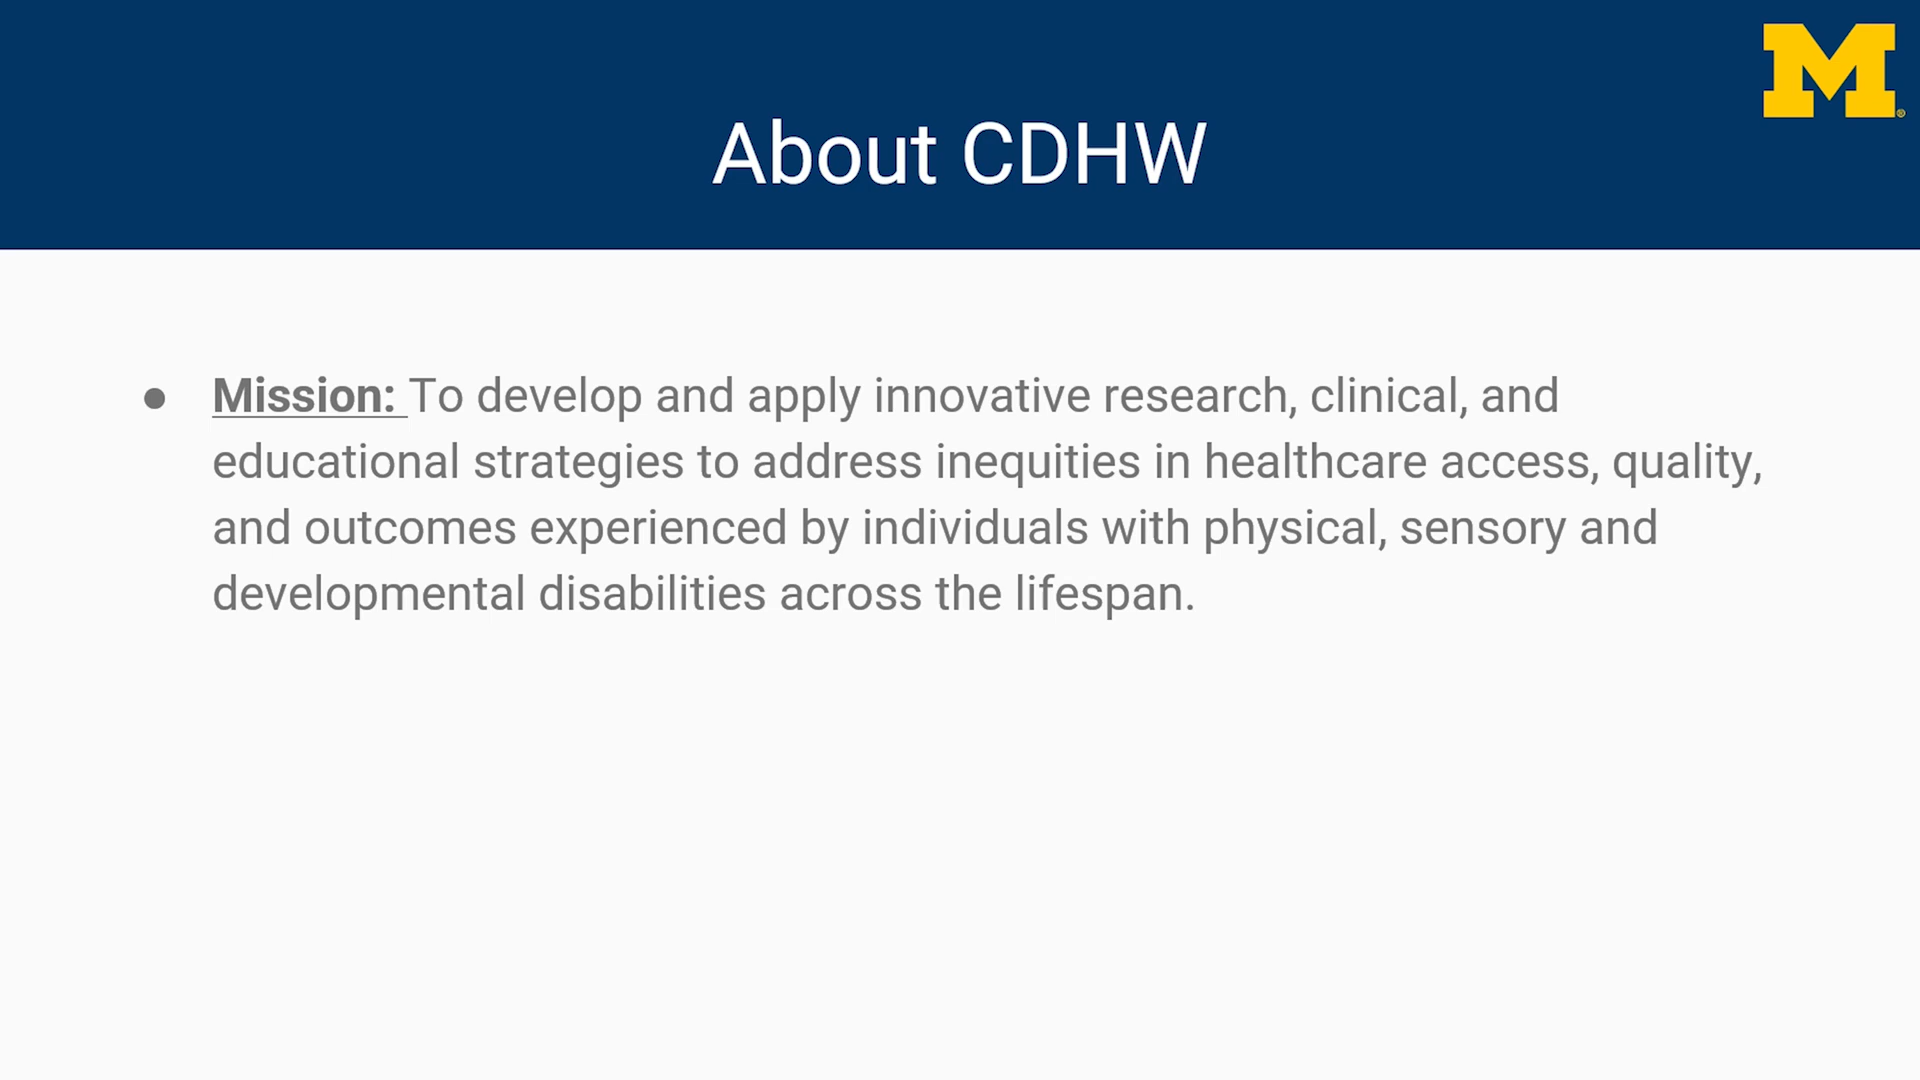 M
About CDHW
● Mission: To develop and apply innovative research, clinical, and
educational strategies to address inequities in healthcare access, quality,
and outcomes experienced by individuals with physical, sensory and
developmental disabilities across the lifespan.